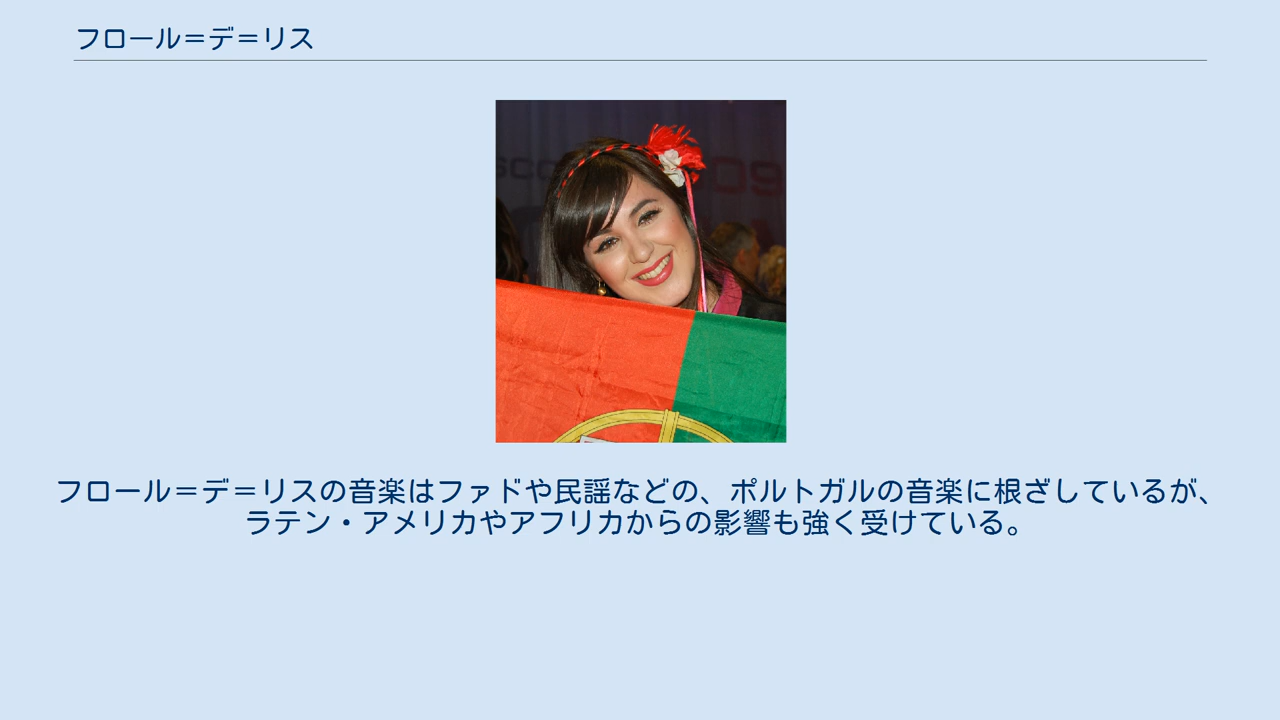 フロール＝デ＝リス
フロール＝デ＝リスの音楽はファドや民謡などの、ポルトガルの音楽に根ざしているが、
ラテン・アメリカやアフリカからの影響も強く受けている。